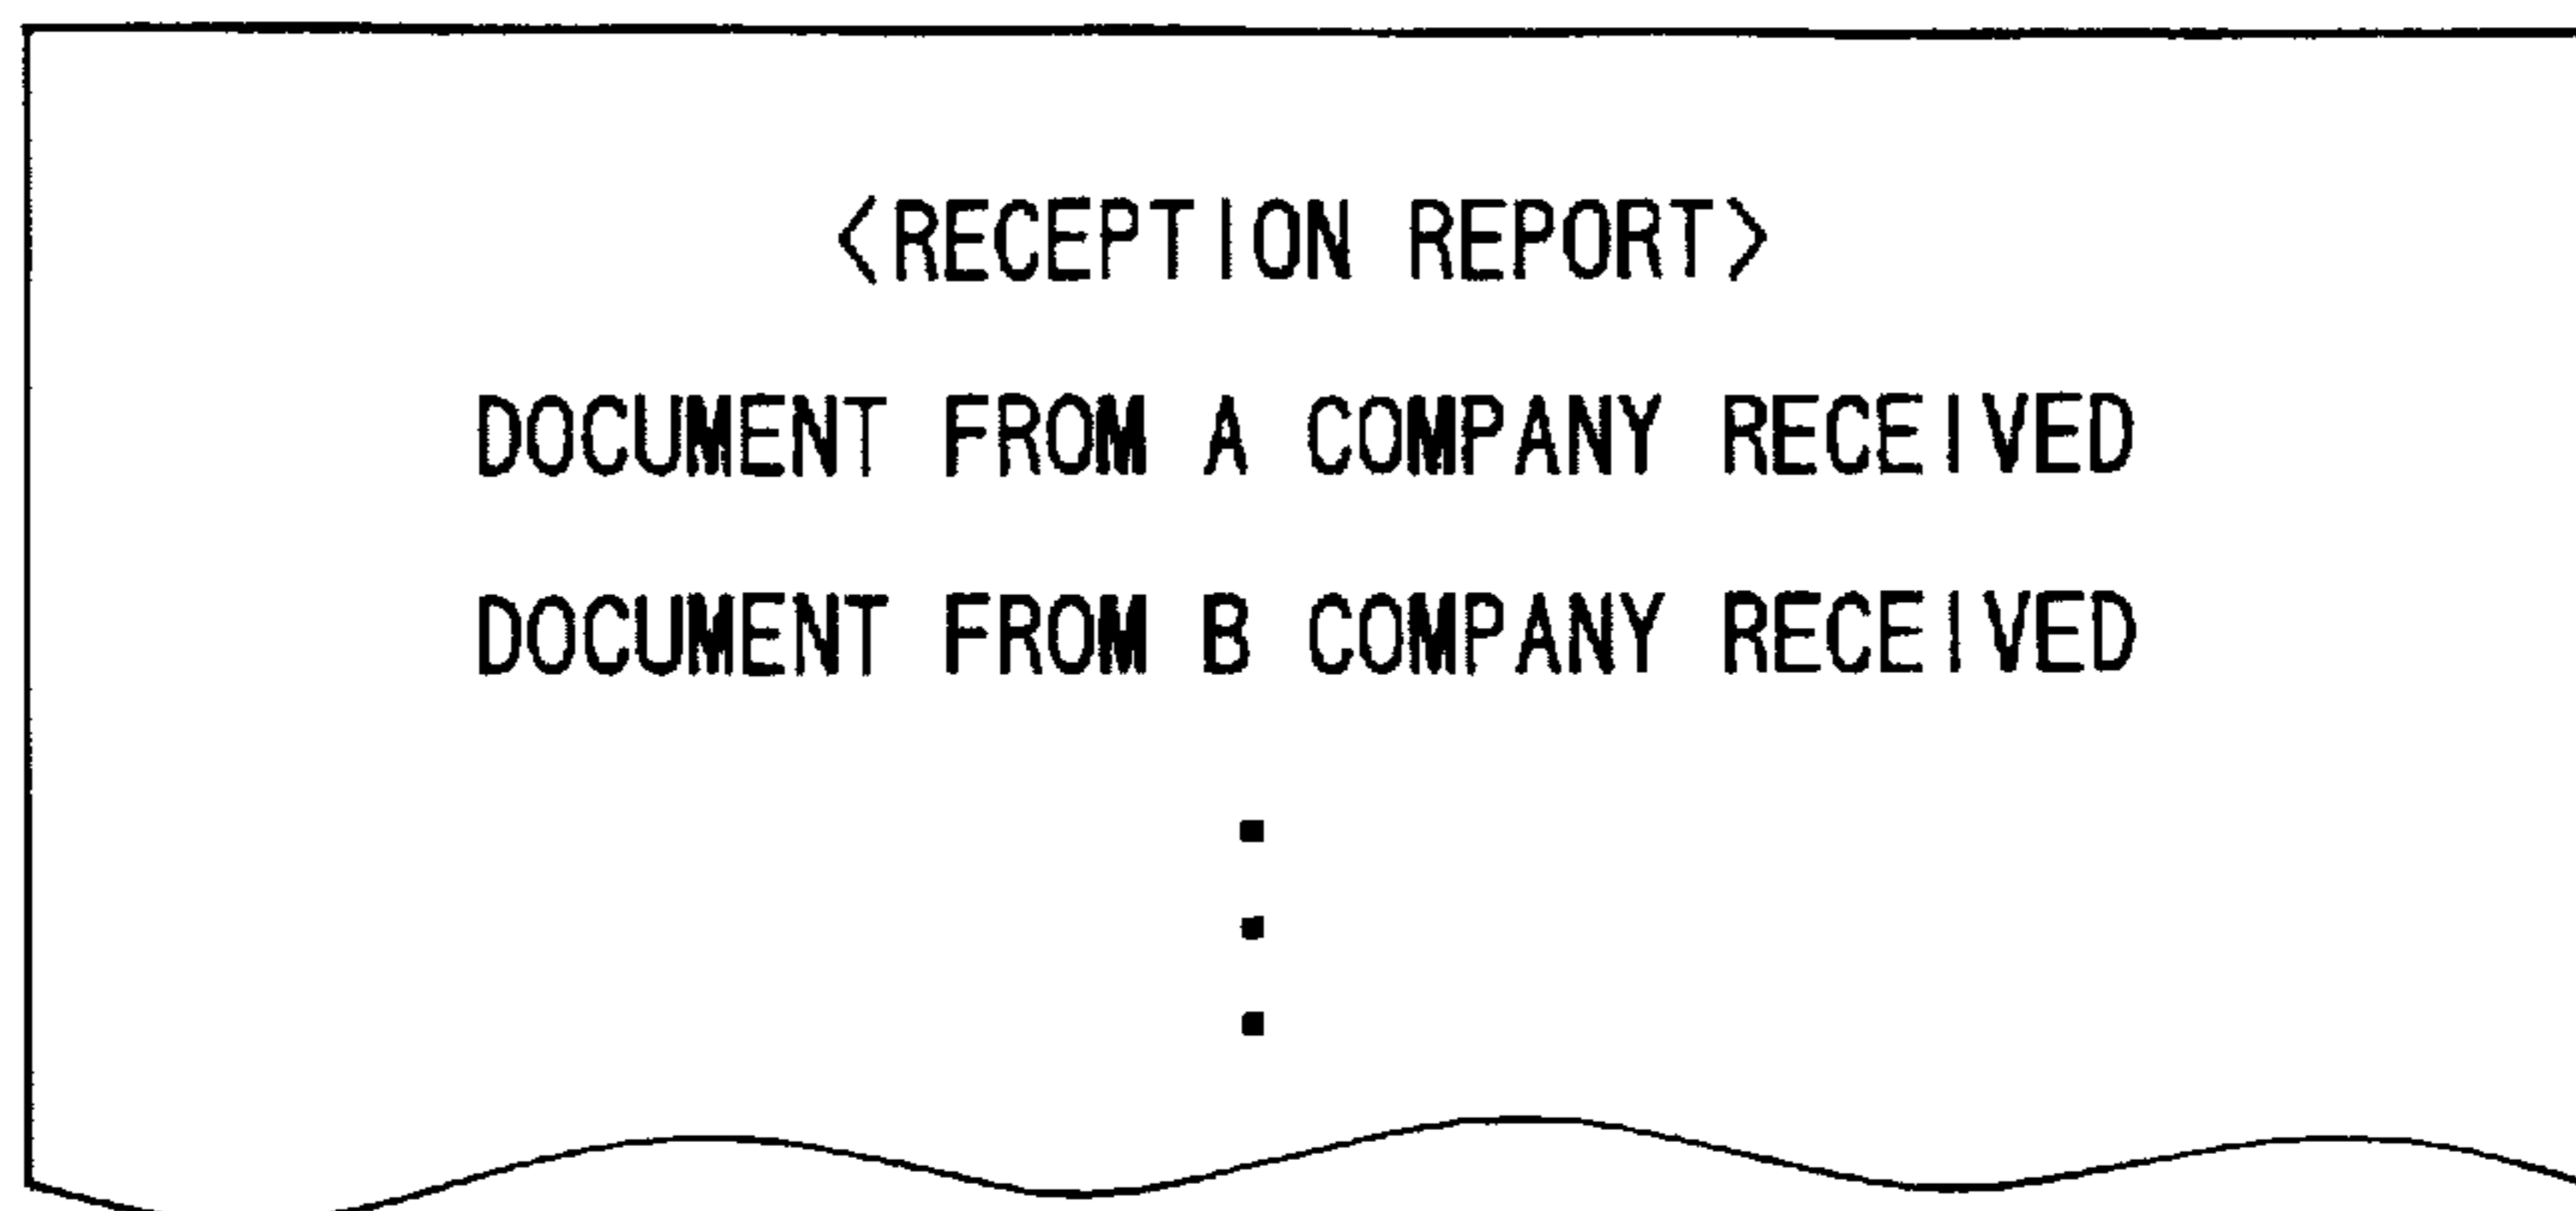 <RECEPTION REPORT>
DOCUMENT FROM A COMPANY RECEIVED
DOCUMENT FROM B COMPANY RECEIVED